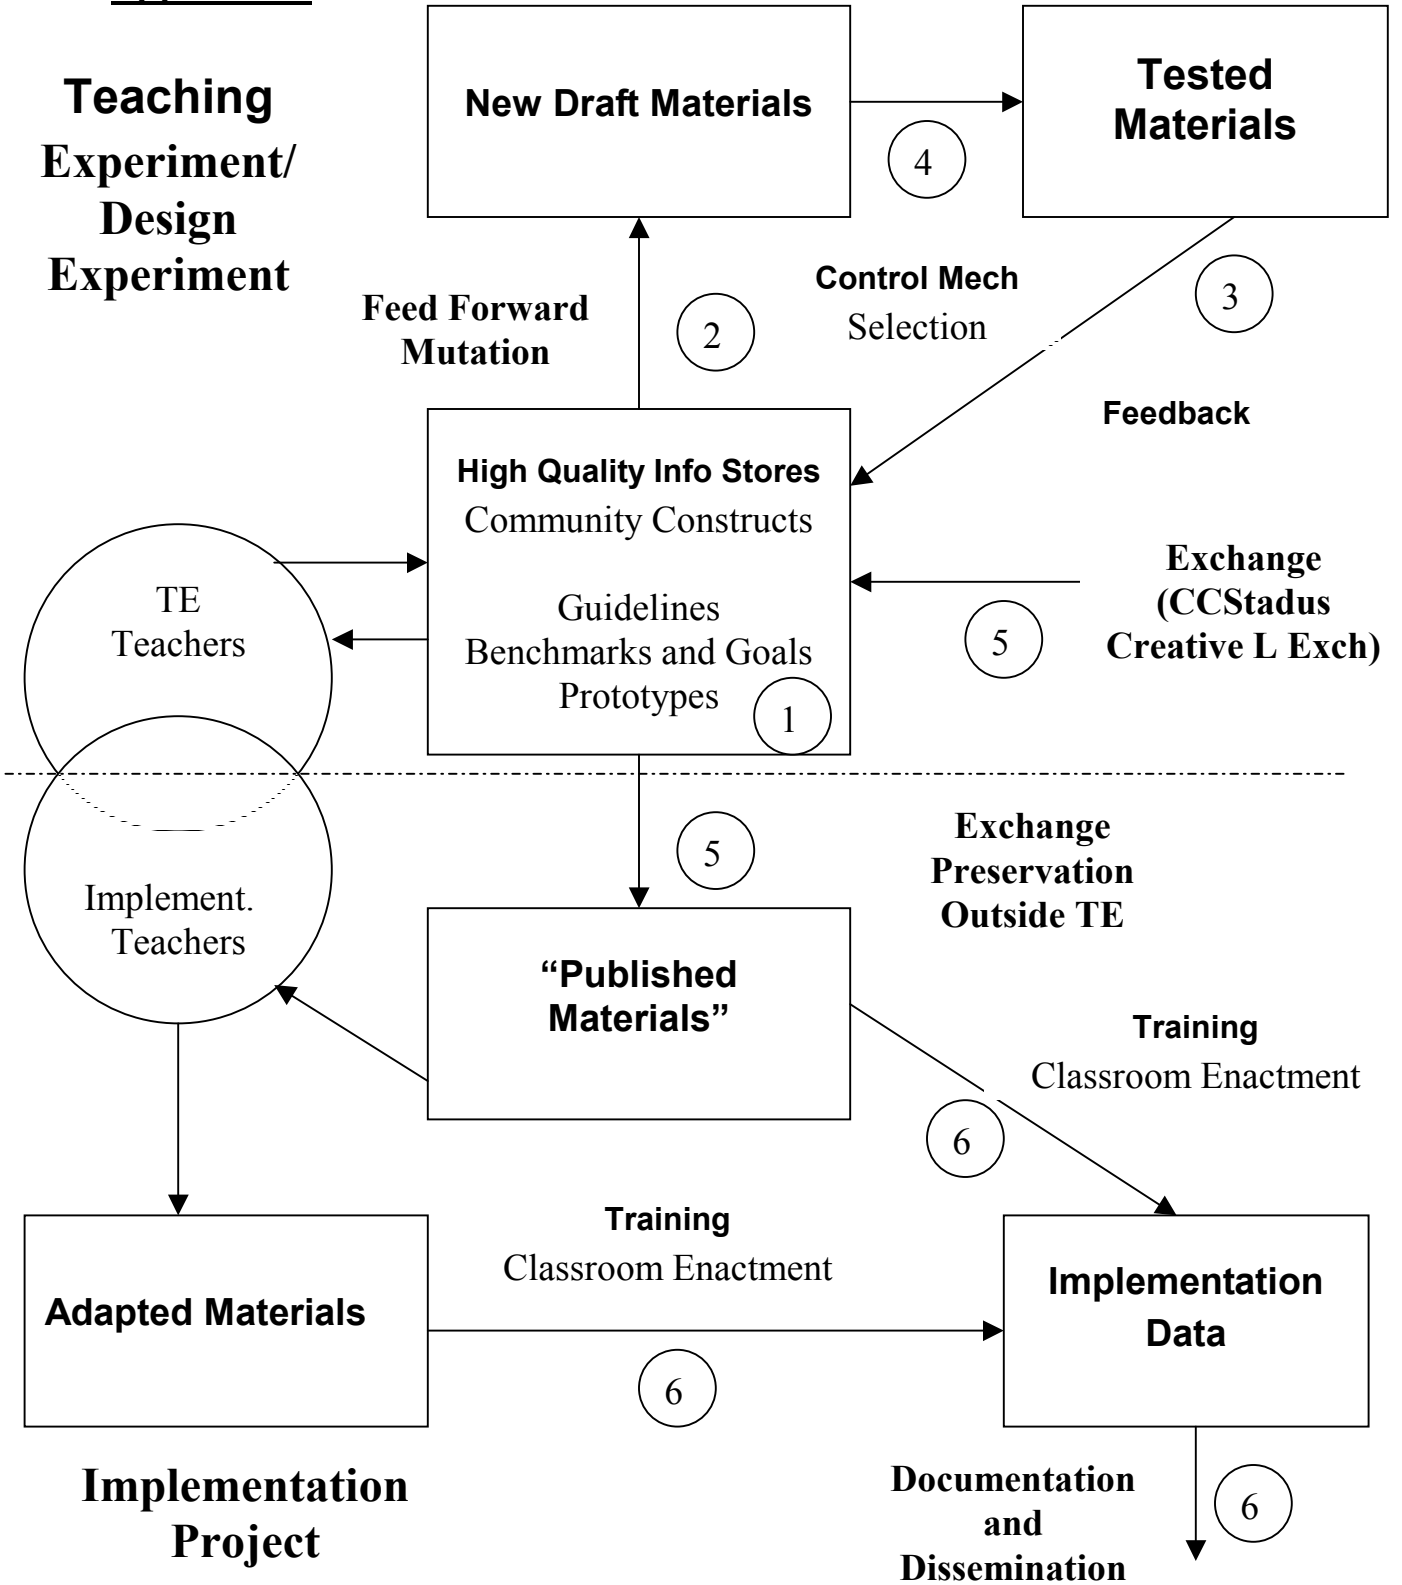 Teaching
Experiment/
Design
Experiment
New Draft Materials
Tested
Materials
4
Feed Forward
Mutation
2
Control Mech
Selection
3
Feedback
High Quality Info Stores
Community Constructs
Guidelines
Benchmarks and Goals
Prototypes
1
TE
Teachers
Exchange
(CCStadus
Creative L Exch)
5
Implement.
Teachers
5
Exchange
Preservation
Outside TE
“Published
Materials”
Training
Classroom Enactment
6
Adapted Materials
Training
Classroom Enactment
6
Implementation
Data
Implementation
Project
Documentation
and
Dissemination
6